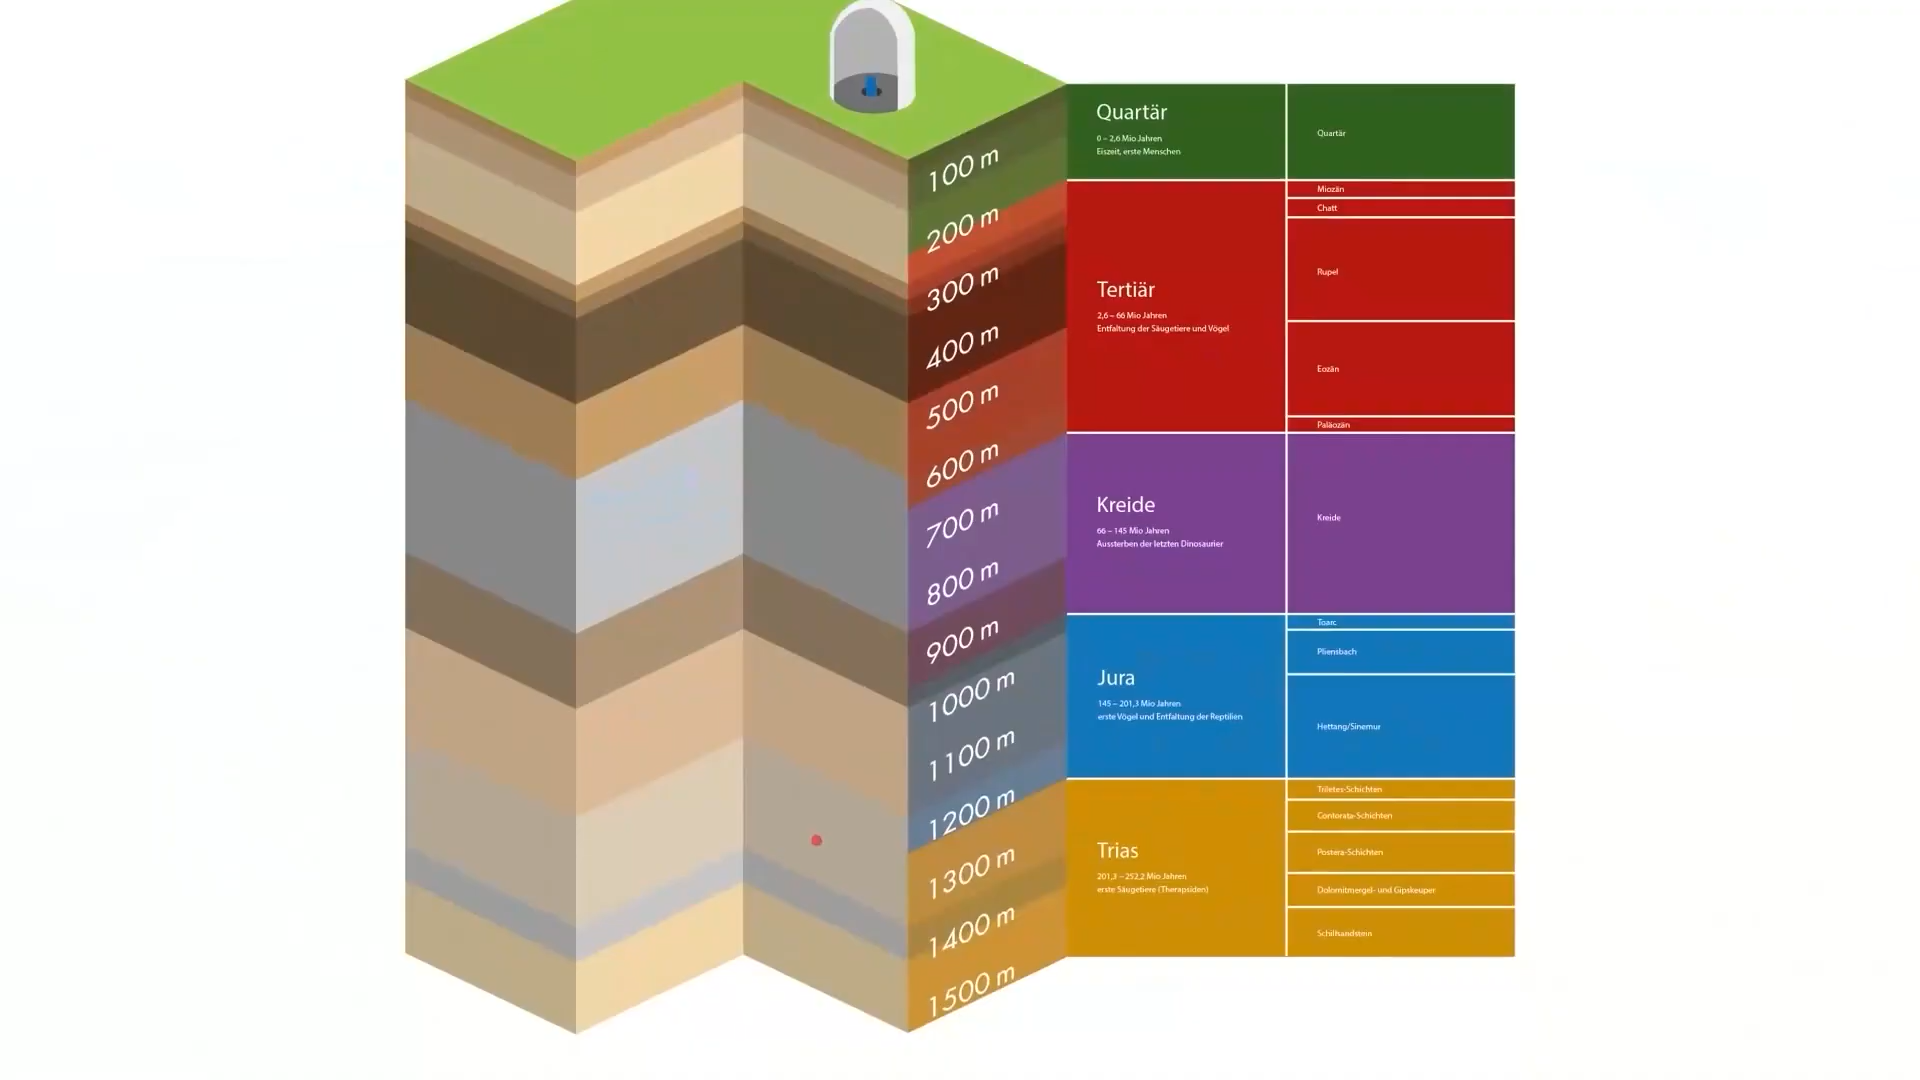 100 m
200 m
300 m
400 m
500 m
600 m
700 m
800 m
900 m
1000 m
1100 m
1200 m
1300 m
1400 m
1500 m
Quartär
0 – 2,6 Mio Jahren
Eiszeit, erste Menschen
Quartär
Tertiär
2,6 – 66 Mio Jahren
Entfaltung der Säugetiere und Vögel
Miozän
Chatt
Rupel
Eozän
Paläozän
Kreide
66 – 145 Mio Jahren
Aussterben der letzten Dinosaurier
Kreide
Jura
145 – 201,3 Mio Jahren
erste Vögel und Entfaltung der Reptilien
Toarc
Pliensbach
Hettang/Sinemur
Trias
201,3 – 252,2 Mio Jahren
erste Säugetiere (Therapsiden)
Triletes-Schichten
Contorata-Schichten
Postera-Schichten
Dolomitmergel- und Gipskeuper
Schilfsandstein